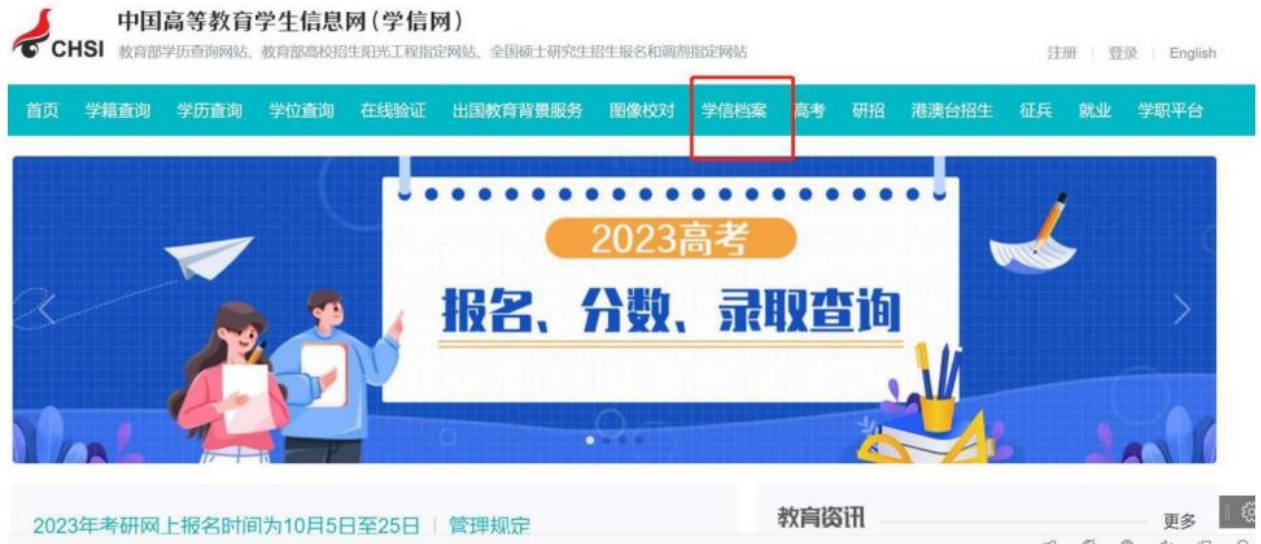 中国高等教育学生信息网（学信网）
CHSI 教育部学历查询网站、教育部高校招生阳光工程指定网站、全国硕士研究生招生报名和调剂指定网站
注册 | 登录 | English
首页 学籍查询 学历查询 学位查询 在线验证 出国教育背景服务 图像校对 学信档案 高考 研招 港澳台招生 征兵 就业 学职平台
2023高考
报名、分数、录取查询
2023年考研网上报名时间为10月5日至25日 | 管理规定
教育资讯
更多